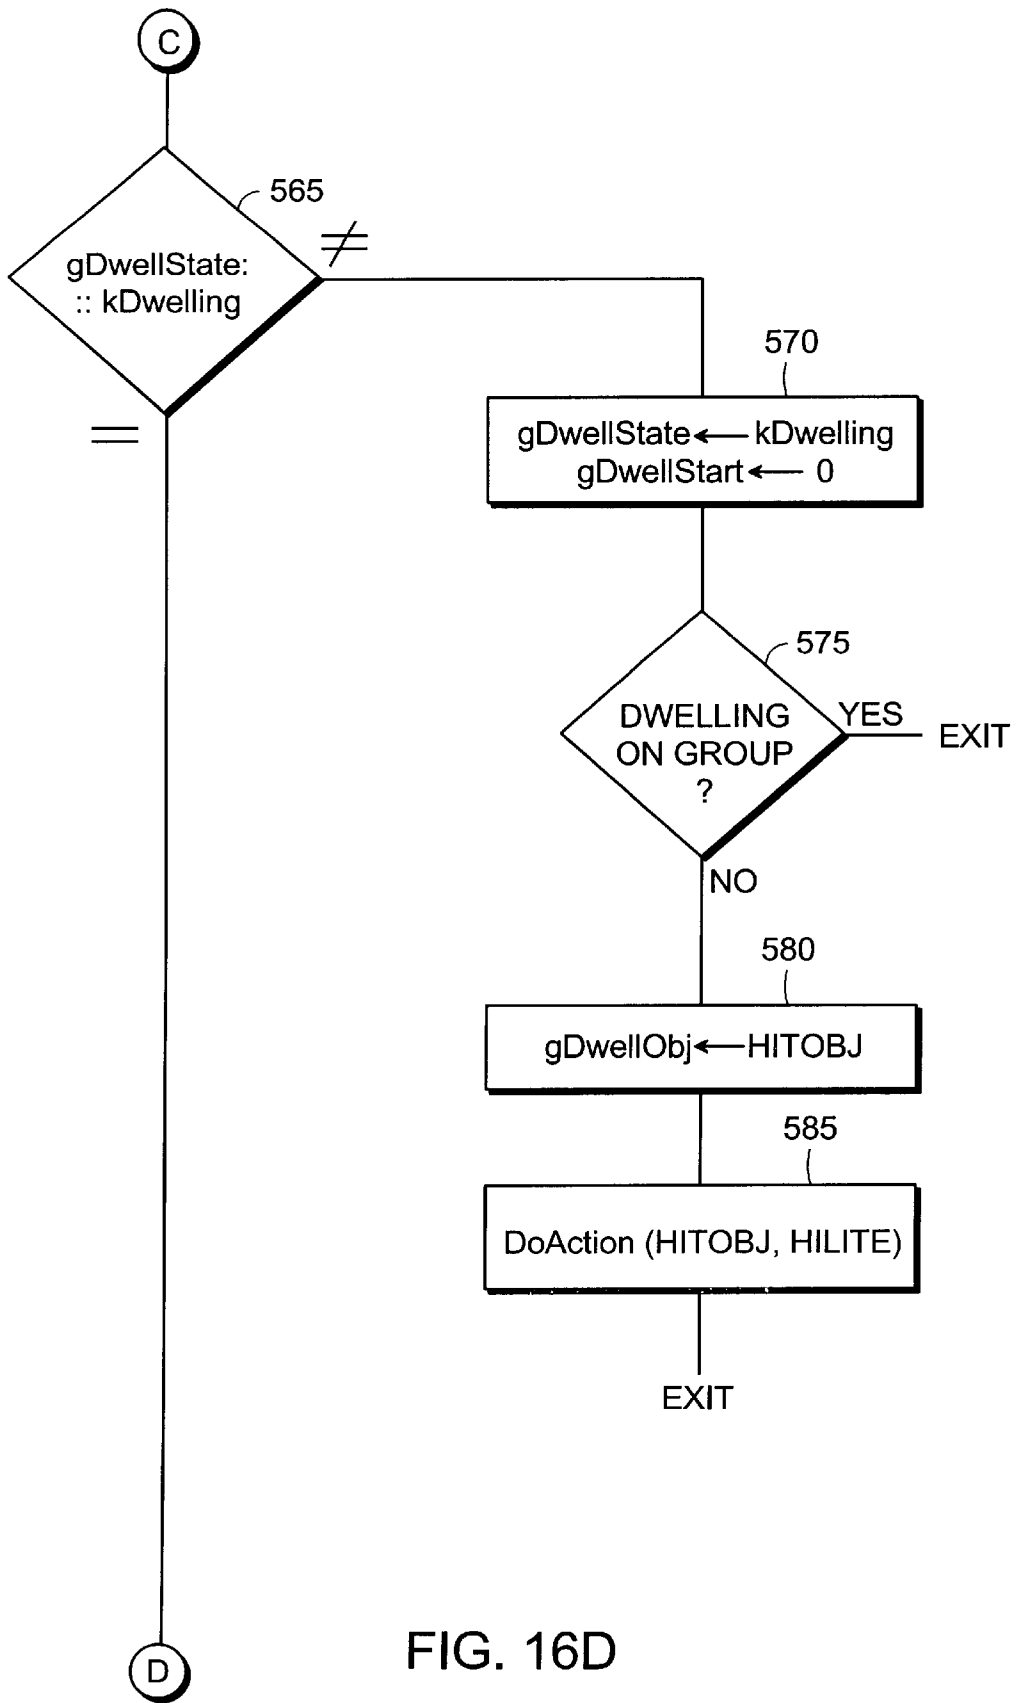 C
565
≠
gDwellState:
:: kDwelling
=
570
gDwellState ← kDwelling
gDwellStart ← 0
575
DWELLING
ON GROUP
?
YES
EXIT
NO
580
gDwellObj ← HITOBJ
585
DoAction (HITOBJ, HILITE)
EXIT
D
FIG. 16D